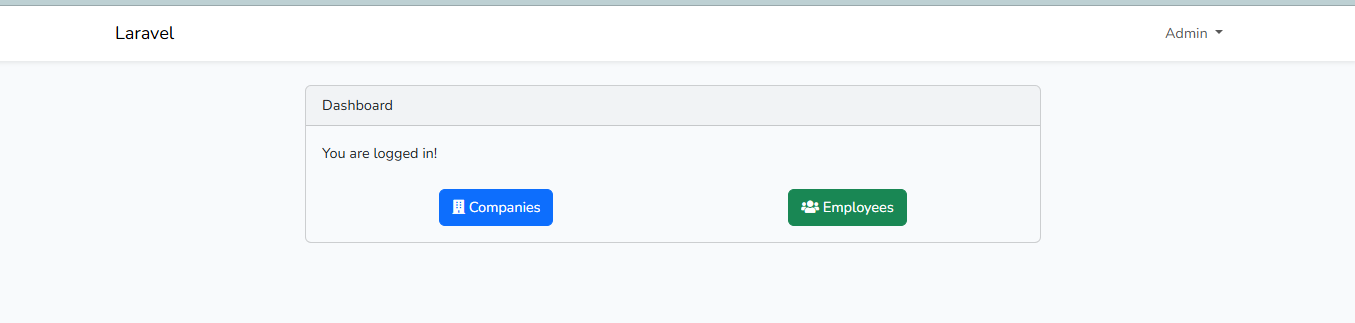 Laravel
Admin
Dashboard
You are logged in!
Companies
Employees